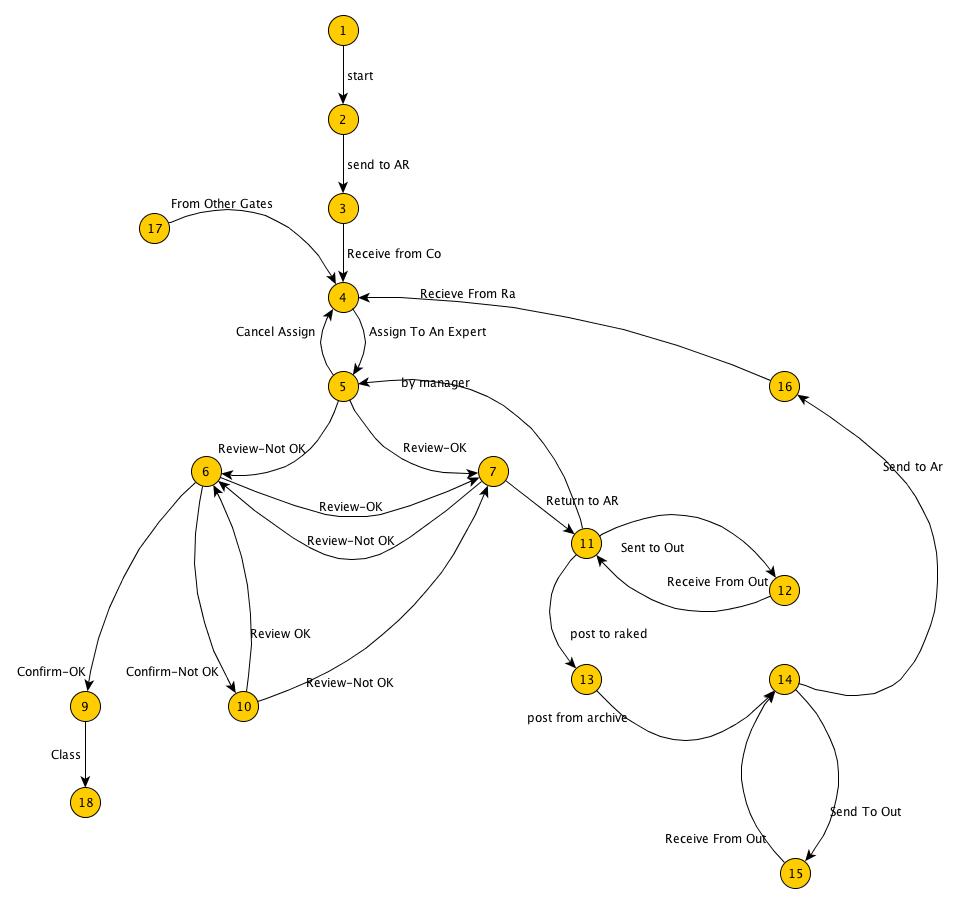 1
start
2
send to AR
3
From Other Gates
17
Receive from Co
4
Recieve From Ra
Cancel Assign
Assign To An Expert
5
by manager
16
Review-Not OK
Review-OK
6
7
Send to Ar
Review-OK
Return to AR
Review-Not OK
11
Sent to Out
Receive From Out
12
Review OK
post to raked
Confirm-OK
Confirm-Not OK
Review-Not OK
13
14
9
10
post from archive
Class
18
Receive From Out
Send To Out
15